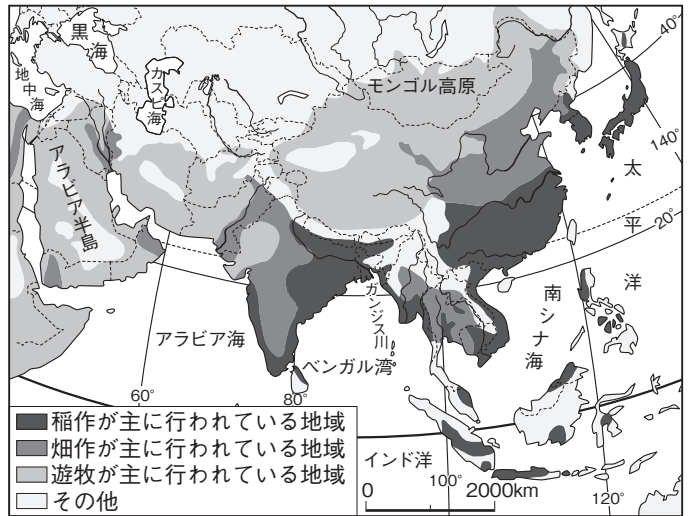 黒海
地中海
カスピ海
モンゴル高原
40°
140°
アラビア半島
太平洋
20°
ガンジス川
南シナ海
アラビア海
ベンガル湾
60°
80°
稲作が主に行われている地域
畑作が主に行われている地域
遊牧が主に行われている地域
その他
インド洋
100°
0 2000km
120°